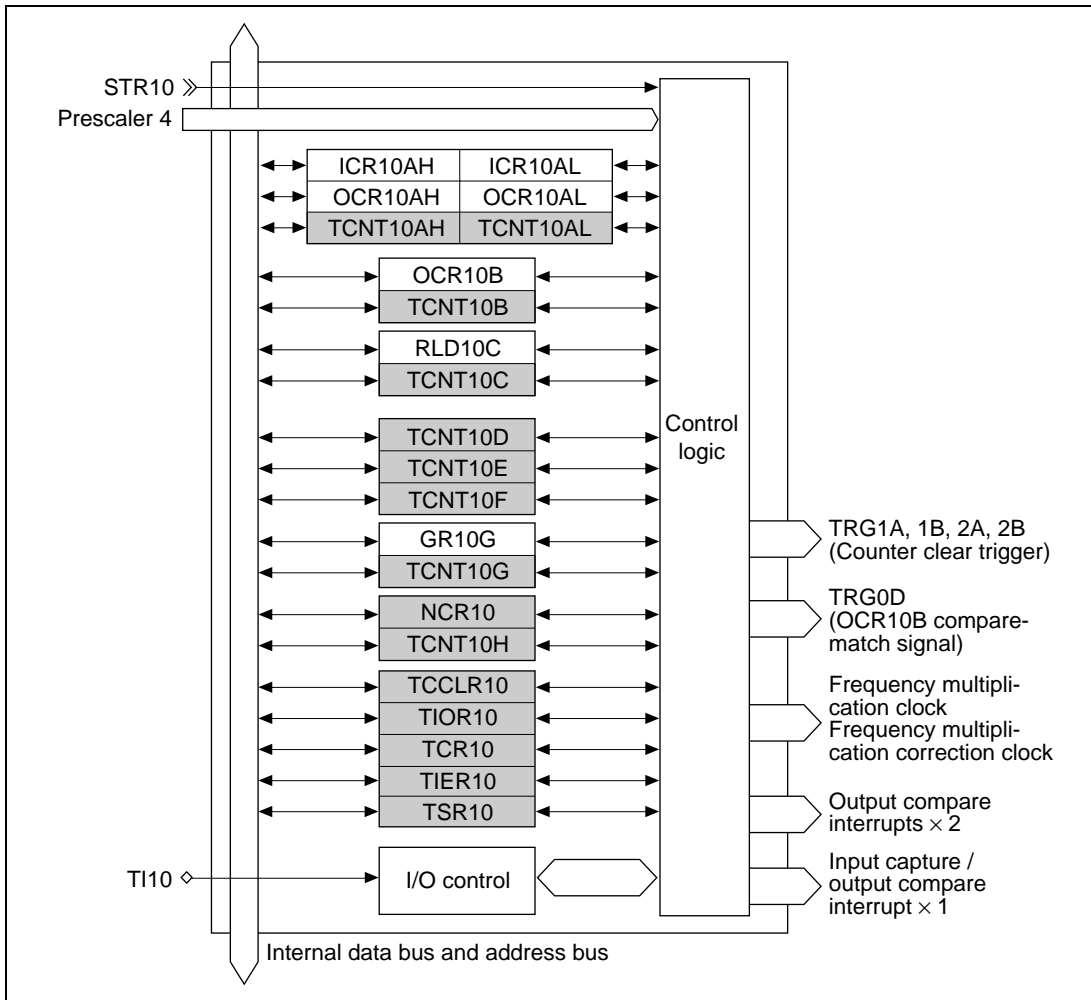 STR10
Prescaler 4
ICR10AH ICR10AL
OCR10AH OCR10AL
TCNT10AH TCNT10AL
OCR10B
TCNT10B
RLD10C
TCNT10C
TCNT10D
TCNT10E
TCNT10F
GR10G
TCNT10G
NCR10
TCNT10H
TCCLR10
TIOR10
TCR10
TIER10
TSR10
TI10
I/O control
Control
logic
TRG1A, 1B, 2A, 2B
(Counter clear trigger)
TRG0D
(OCR10B compare-
match signal)
Frequency multipli-
cation clock
Frequency multipli-
cation correction clock
Output compare
interrupts × 2
Input capture /
output compare
interrupt × 1
Internal data bus and address bus